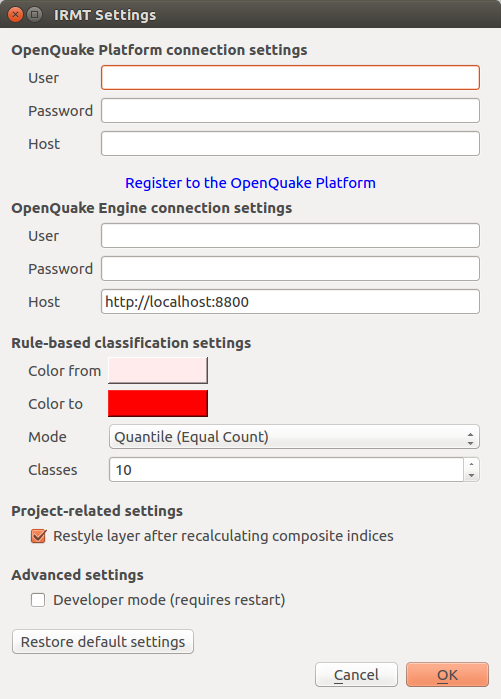 IRMT Settings
OpenQuake Platform connection settings
User
Password
Host
Register to the OpenQuake Platform
OpenQuake Engine connection settings
User
Password
Host http://localhost:8800
Rule-based classification settings
Color from
Color to
Mode Quantile (Equal Count)
Classes 10
Project-related settings
Restyle layer after recalculating composite indices
Advanced settings
Developer mode (requires restart)
Restore default settings
Cancel OK